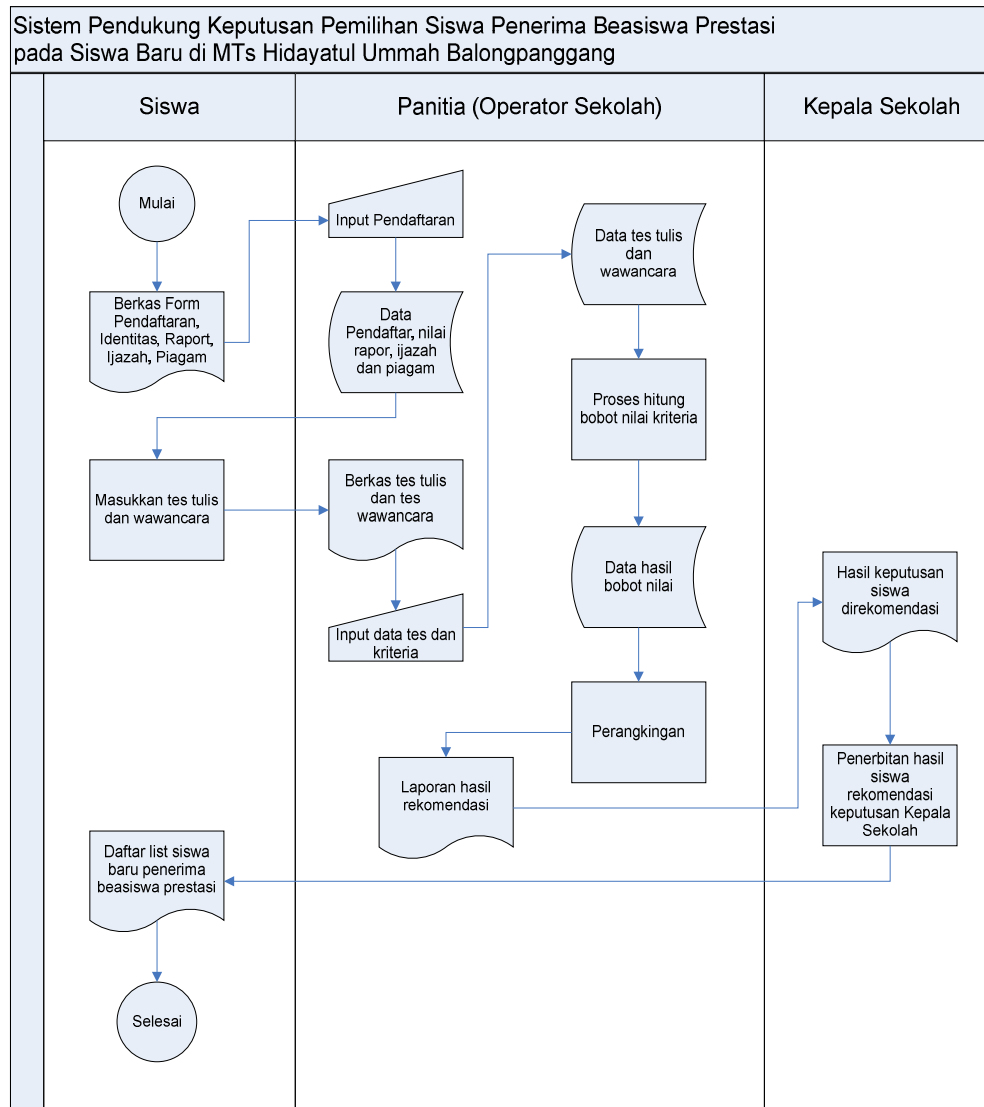 Sistem Pendukung Keputusan Pemilihan Siswa Penerima Beasiswa Prestasi
pada Siswa Baru di MTs Hidayatul Ummah Balongpanggang
Siswa
Panitia (Operator Sekolah)
Kepala Sekolah
Mulai
Berkas Form
Pendaftaran,
Identitas, Raport,
Ijazah, Piagam
Input Pendaftaran
Data
Pendaftar, nilai
rapor, ijazah
dan piagam
Masukkan tes tulis
dan wawancara
Berkas tes tulis
dan tes
wawancara
Input data tes dan
kriteria
Data tes tulis
dan
wawancara
Proses hitung
bobot nilai kriteria
Data hasil
bobot nilai
Perangkingan
Laporan hasil
rekomendasi
Hasil keputusan
siswa
direkomendasi
Penerbitan hasil
siswa
rekomendasi
keputusan Kepala
Sekolah
Daftar list siswa
baru penerima
beasiswa prestasi
Selesai